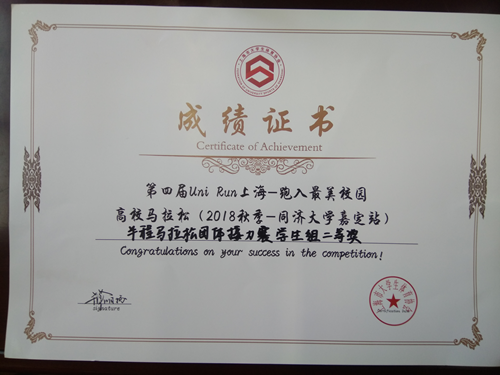 成绩证书
Certificate of Achievement
第四届Uni Run上海—跑入最美校园
高校马拉松（2018秋季—同济大学嘉定站）
半程马拉松团体接力赛学生组二等奖
Congratulations on your success in the competition!
signature